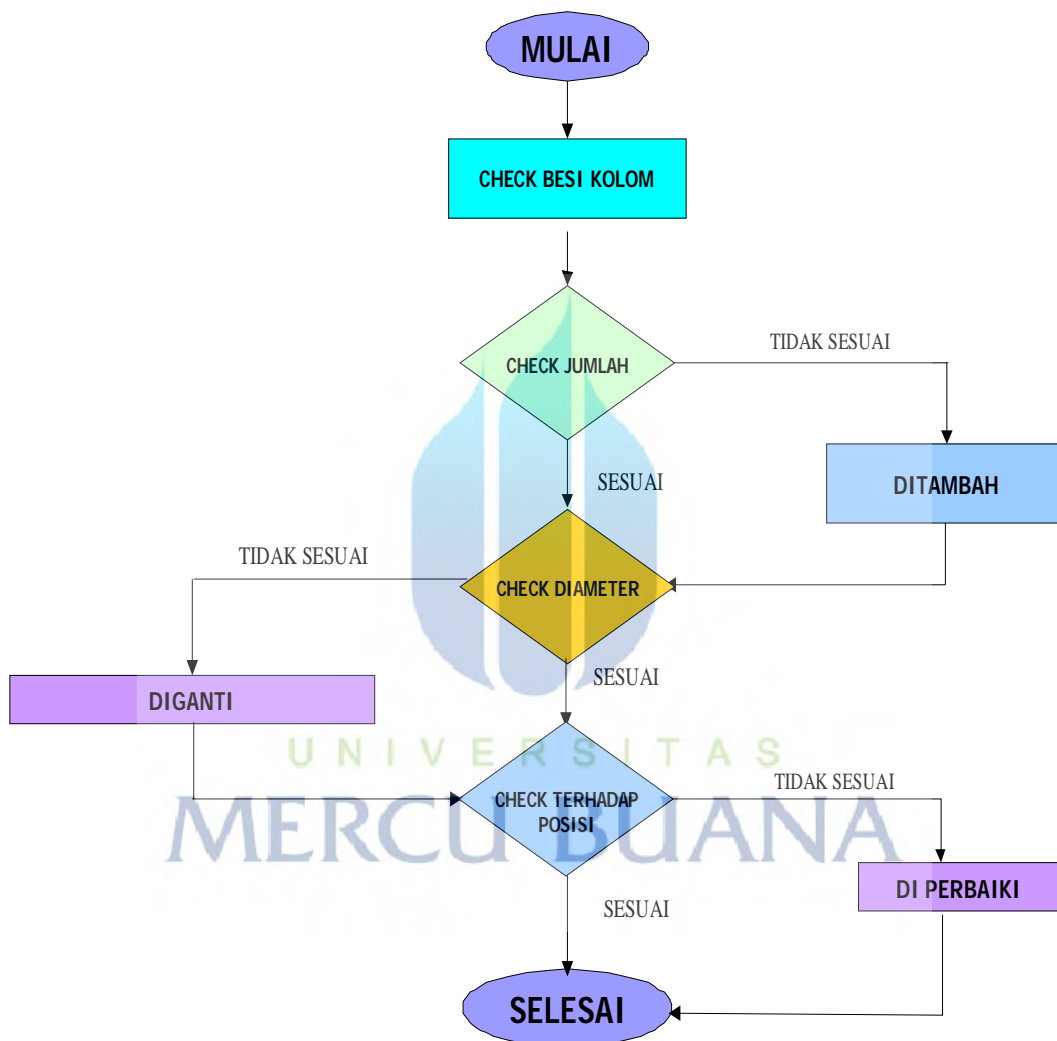 MULAI
CHECK BESI KOLOM
CHECK JUMLAH
TIDAK SESUAI
DITAMBAH
SESUAI
CHECK DIAMETER
TIDAK SESUAI
DIGANTI
SESUAI
UNIVERSITAS
MERCU BUANA
CHECK TERHADAP
POSISI
TIDAK SESUAI
DI PERBAIKI
SESUAI
SELESAI